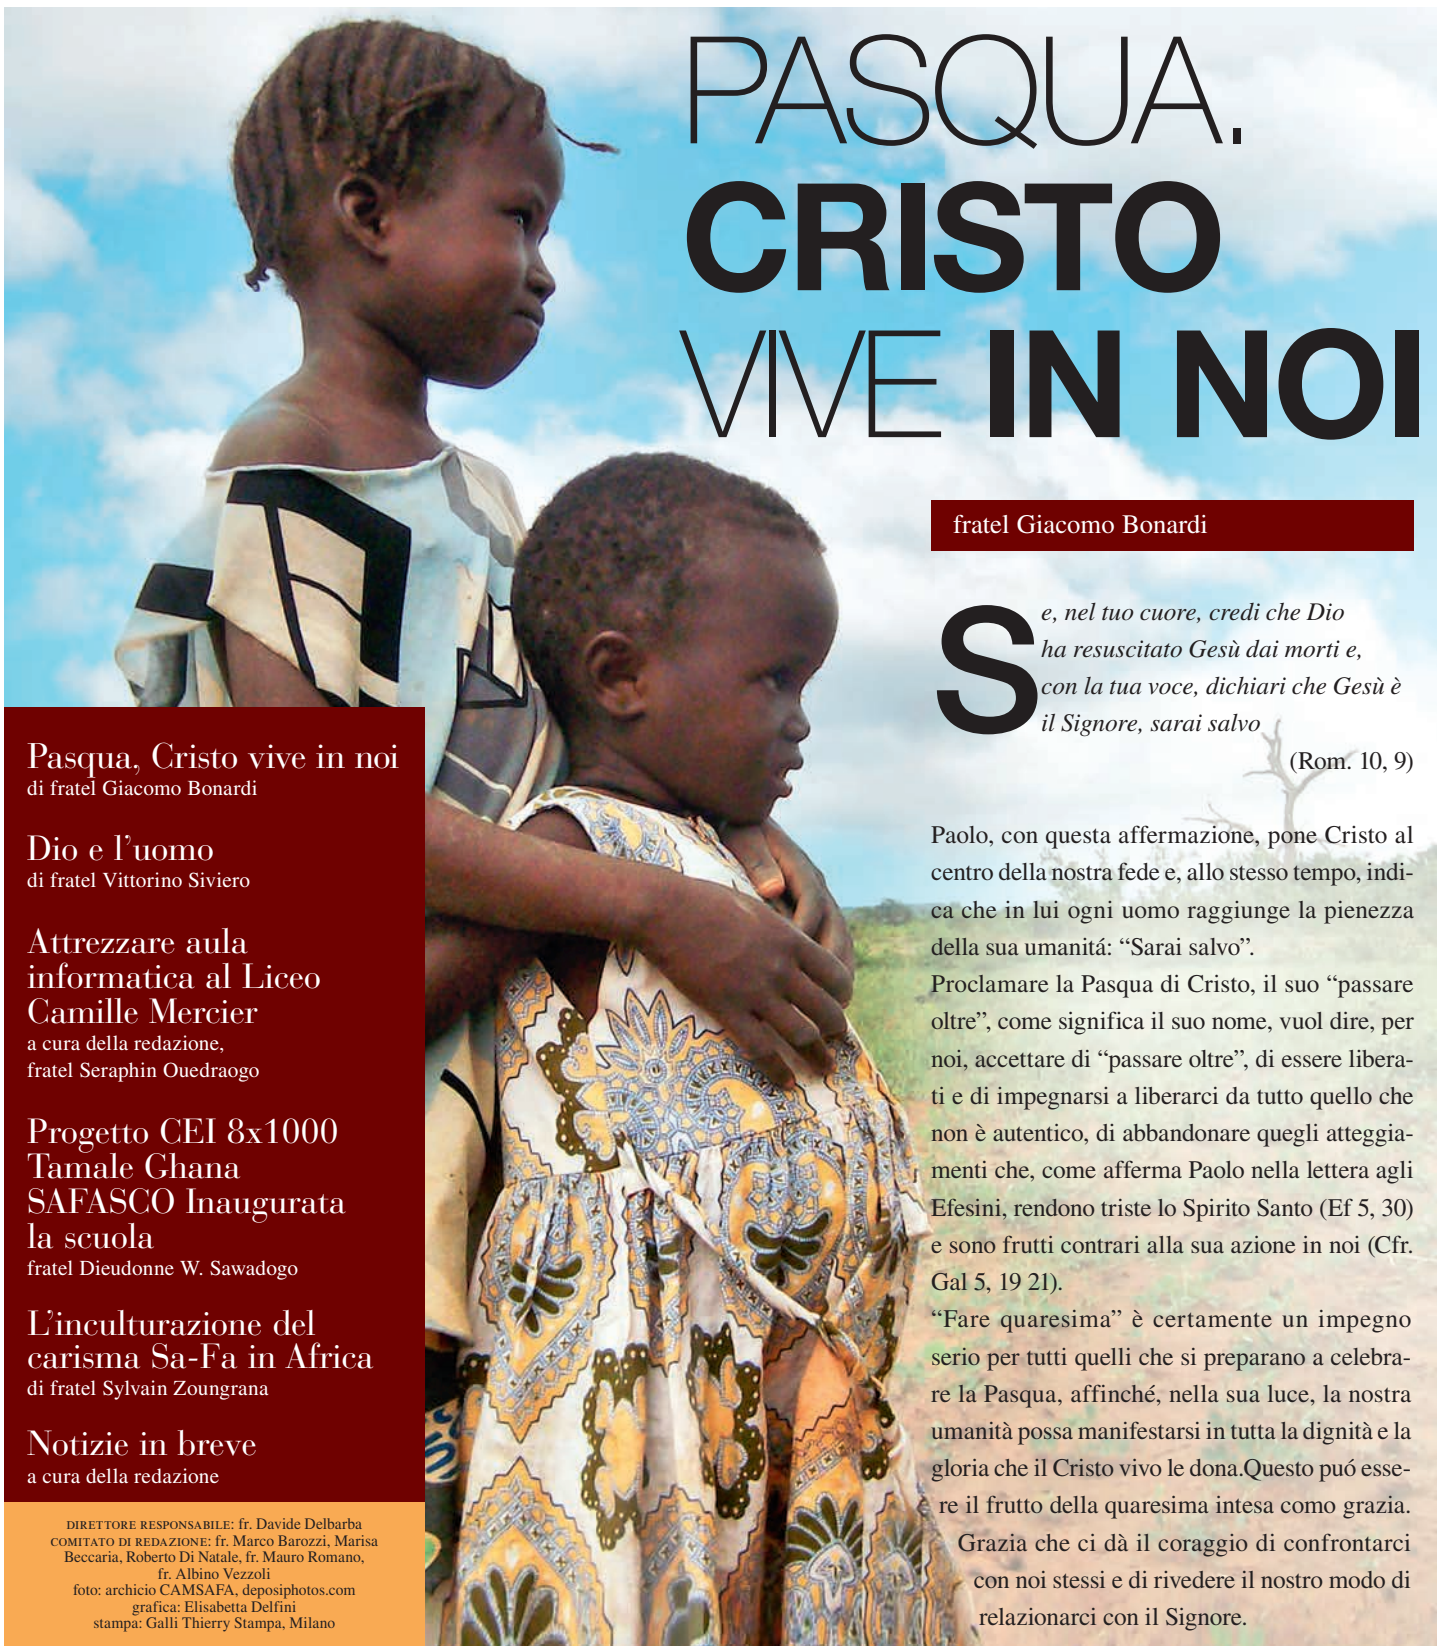 PASQUA.
CRISTO
VIVE IN NOI
fratel Giacomo Bonardi
Se, nel tuo cuore, credi che Dio
ha resuscitato Gesù dai morti e,
con la tua voce, dichiari che Gesù è
il Signore, sarai salvo
(Rom. 10, 9)
Paolo, con questa affermazione, pone Cristo al
centro della nostra fede e, allo stesso tempo, indi-
ca che in lui ogni uomo raggiunge la pienezza
della sua umanitá: “Sarai salvo”.
Proclamare la Pasqua di Cristo, il suo “passare
oltre”, come significa il suo nome, vuol dire, per
noi, accettare di “passare oltre”, di essere libera-
ti e di impegnarsi a liberarci da tutto quello che
non è autentico, di abbandonare quegli atteggia-
menti che, come afferma Paolo nella lettera agli
Efesini, rendono triste lo Spirito Santo (Ef 5, 30)
e sono frutti contrari alla sua azione in noi (Cfr.
Gal 5, 19 21).
“Fare quaresima” è certamente un impegno
serio per tutti quelli che si preparano a celebra-
re la Pasqua, affinché, nella sua luce, la nostra
umanità possa manifestarsi in tutta la dignità e la
gloria che il Cristo vivo le dona.Questo puó esse-
re il frutto della quaresima intesa come grazia.
Grazia che ci dà il coraggio di confrontarci
con noi stessi e di rivedere il nostro modo di
relazionarci con il Signore.
Pasqua, Cristo vive in noi
di fratel Giacomo Bonardi
Dio e l’uomo
di fratel Vittorino Siviero
Attrezzare aula
informatica al Liceo
Camille Mercier
a cura della redazione,
fratel Seraphin Ouedraogo
Progetto CEI 8x1000
Tamale Ghana
SAFASCO Inaugurata
la scuola
fratel Dieudonne W. Sawadogo
L’inculturazione del
carisma Sa-Fa in Africa
di fratel Sylvain Zoungrana
Notizie in breve
a cura della redazione
DIRETTORE RESPONSABILE: fr. Davide Delbarba
COMITATO DI REDAZIONE: fr. Marco Barozzi, Marisa
Beccaria, Roberto Di Natale, fr. Mauro Romano,
fr. Albino Vezzoli
foto: archicio CAMSAFA, deposiphotos.com
grafica: Elisabetta Delfini
stampa: Galli Thierry Stampa, Milano